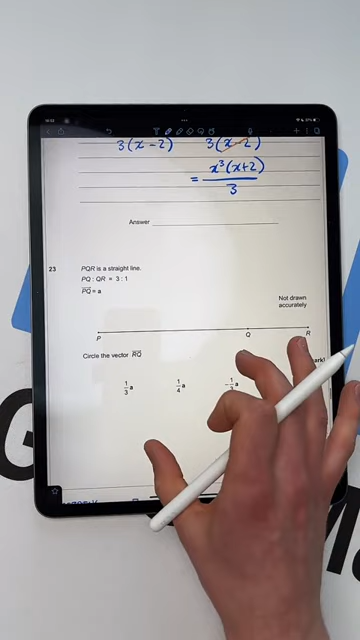 3(x-2) 3(x-2)
= x³(x+2)
3
Answer
23
PQR is a straight line.
PQ : QR = 3 : 1
PQ = a
Not drawn
accurately
P Q R
Circle the vector RQ
ark]
1/3 a 1/4 a -1/3 a